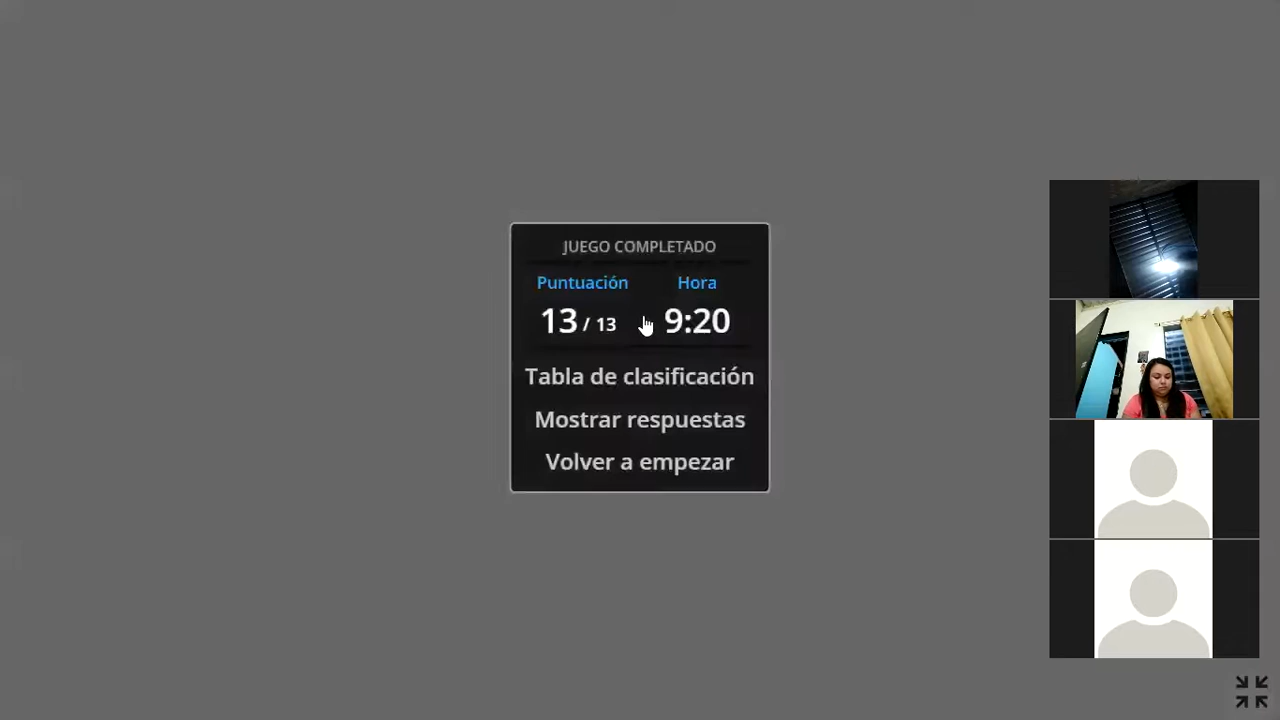 JUEGO COMPLETADO
Puntuación Hora
13 / 13 9:20
Tabla de clasificación
Mostrar respuestas
Volver a empezar